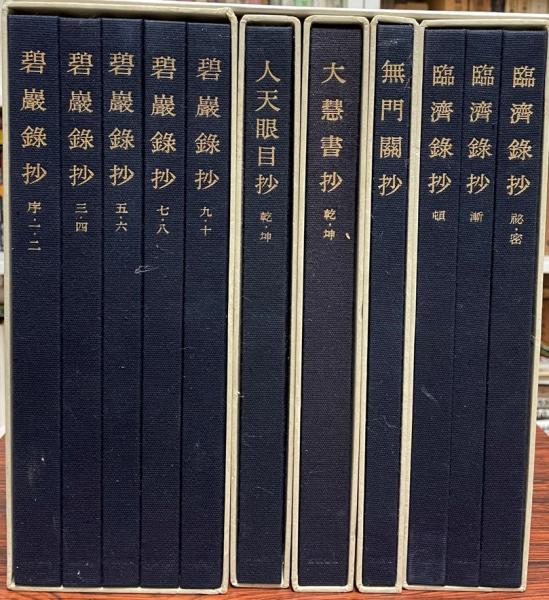 碧巖錄抄 序・一・二
碧巖錄抄 三・四
碧巖錄抄 五・六
碧巖錄抄 七・八
碧巖錄抄 九・十
人天眼目抄 乾・坤
大慧書抄 乾・坤
無門關抄
臨濟錄抄 頓
臨濟錄抄 漸
臨濟錄抄 祕・密